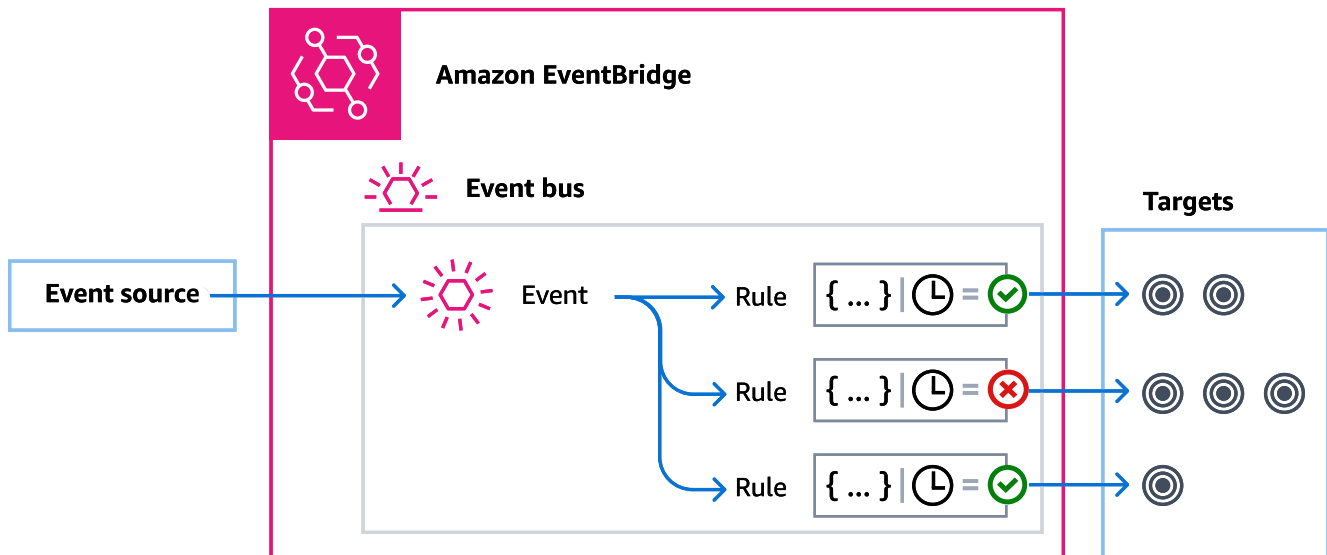 Amazon EventBridge
Event bus
Targets
Event source
Event
Rule { ... } | =
Rule { ... } | =
Rule { ... } | =